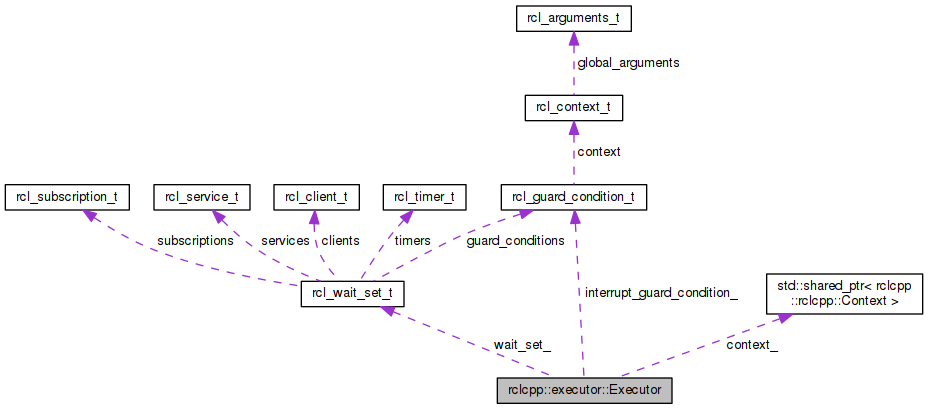 rcl_arguments_t
global_arguments
rcl_context_t
context
rcl_subscription_t
rcl_service_t
rcl_client_t
rcl_timer_t
rcl_guard_condition_t
subscriptions
services
clients
timers
guard_conditions
rcl_wait_set_t
interrupt_guard_condition_
std::shared_ptr< rclcpp
::rclcpp::Context >
wait_set_
context_
rclcpp::executor::Executor